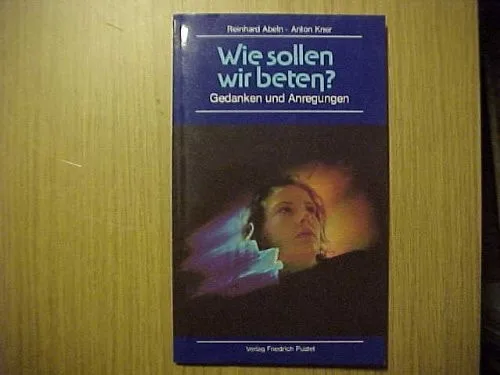 Reinhard Abeln - Anton Kner
Wie sollen
wir beten?
Gedanken und Anregungen
Verlag Friedrich Pustet